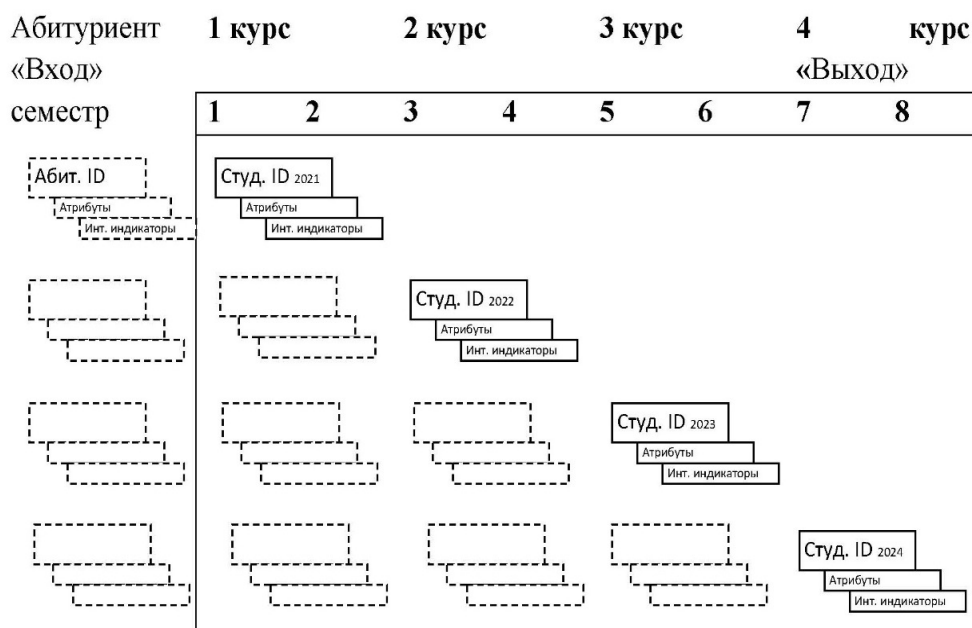 Абитуриент 1 курс 2 курс 3 курс 4 курс
«Вход» «Выход»
семестр 1 2 3 4 5 6 7 8
Абит. ID Студ. ID 2021
Атрибуты Атрибуты
Инт. индикаторы Инт. индикаторы
Студ. ID 2022
Атрибуты
Инт. индикаторы
Студ. ID 2023
Атрибуты
Инт. индикаторы
Студ. ID 2024
Атрибуты
Инт. индикаторы